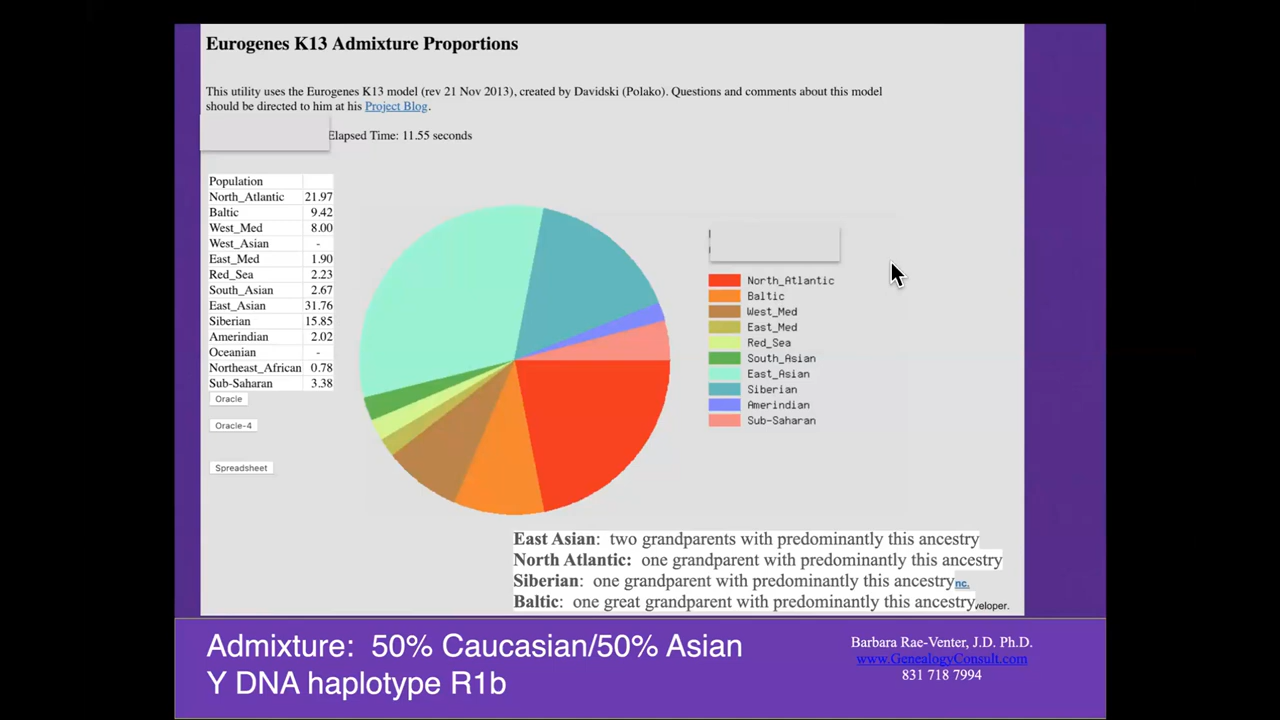 Eurogenes K13 Admixture Proportions
This utility uses the Eurogenes K13 model (rev 21 Nov 2013), created by Davidski (Polako). Questions and comments about this model
should be directed to him at his Project Blog.
Elapsed Time: 11.55 seconds
Population
North_Atlantic 21.97
Baltic 9.42
West_Med 8.00
West_Asian -
East_Med 1.90
Red_Sea 2.23
South_Asian 2.67
East_Asian 31.76
Siberian 15.85
Amerindian 2.02
Oceanian -
Northeast_African 0.78
Sub-Saharan 3.38
Oracle
Oracle-4
Spreadsheet
North_Atlantic
Baltic
West_Med
East_Med
Red_Sea
South_Asian
East_Asian
Siberian
Amerindian
Sub-Saharan
East Asian: two grandparents with predominantly this ancestry
North Atlantic: one grandparent with predominantly this ancestry
Siberian: one grandparent with predominantly this ancestry nc.
Baltic: one great grandparent with predominantly this ancestry veloper.
Admixture: 50% Caucasian/50% Asian
Y DNA haplotype R1b
Barbara Rae-Venter, J.D. Ph.D.
www.GenealogyConsult.com
831 718 7994